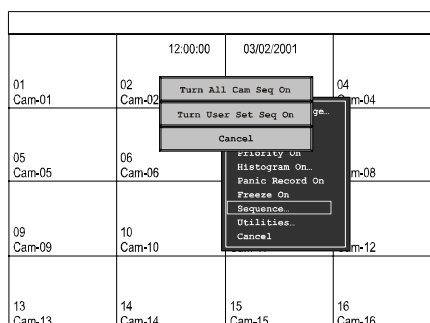 12:00:00 03/02/2001
01
Cam-01
02
Cam-02
04
m-04
Turn All Cam Seq On
Turn User Set Seq On
Cancel
ge…
05
Cam-05
06
Cam-06
m-08
Priority On
Histogram On…
Panic Record On
Freeze On
Sequence…
Utilities…
Cancel
09
Cam-09
10
Cam-10
m-12
13
Cam-13
14
Cam-14
15
Cam-15
16
Cam-16